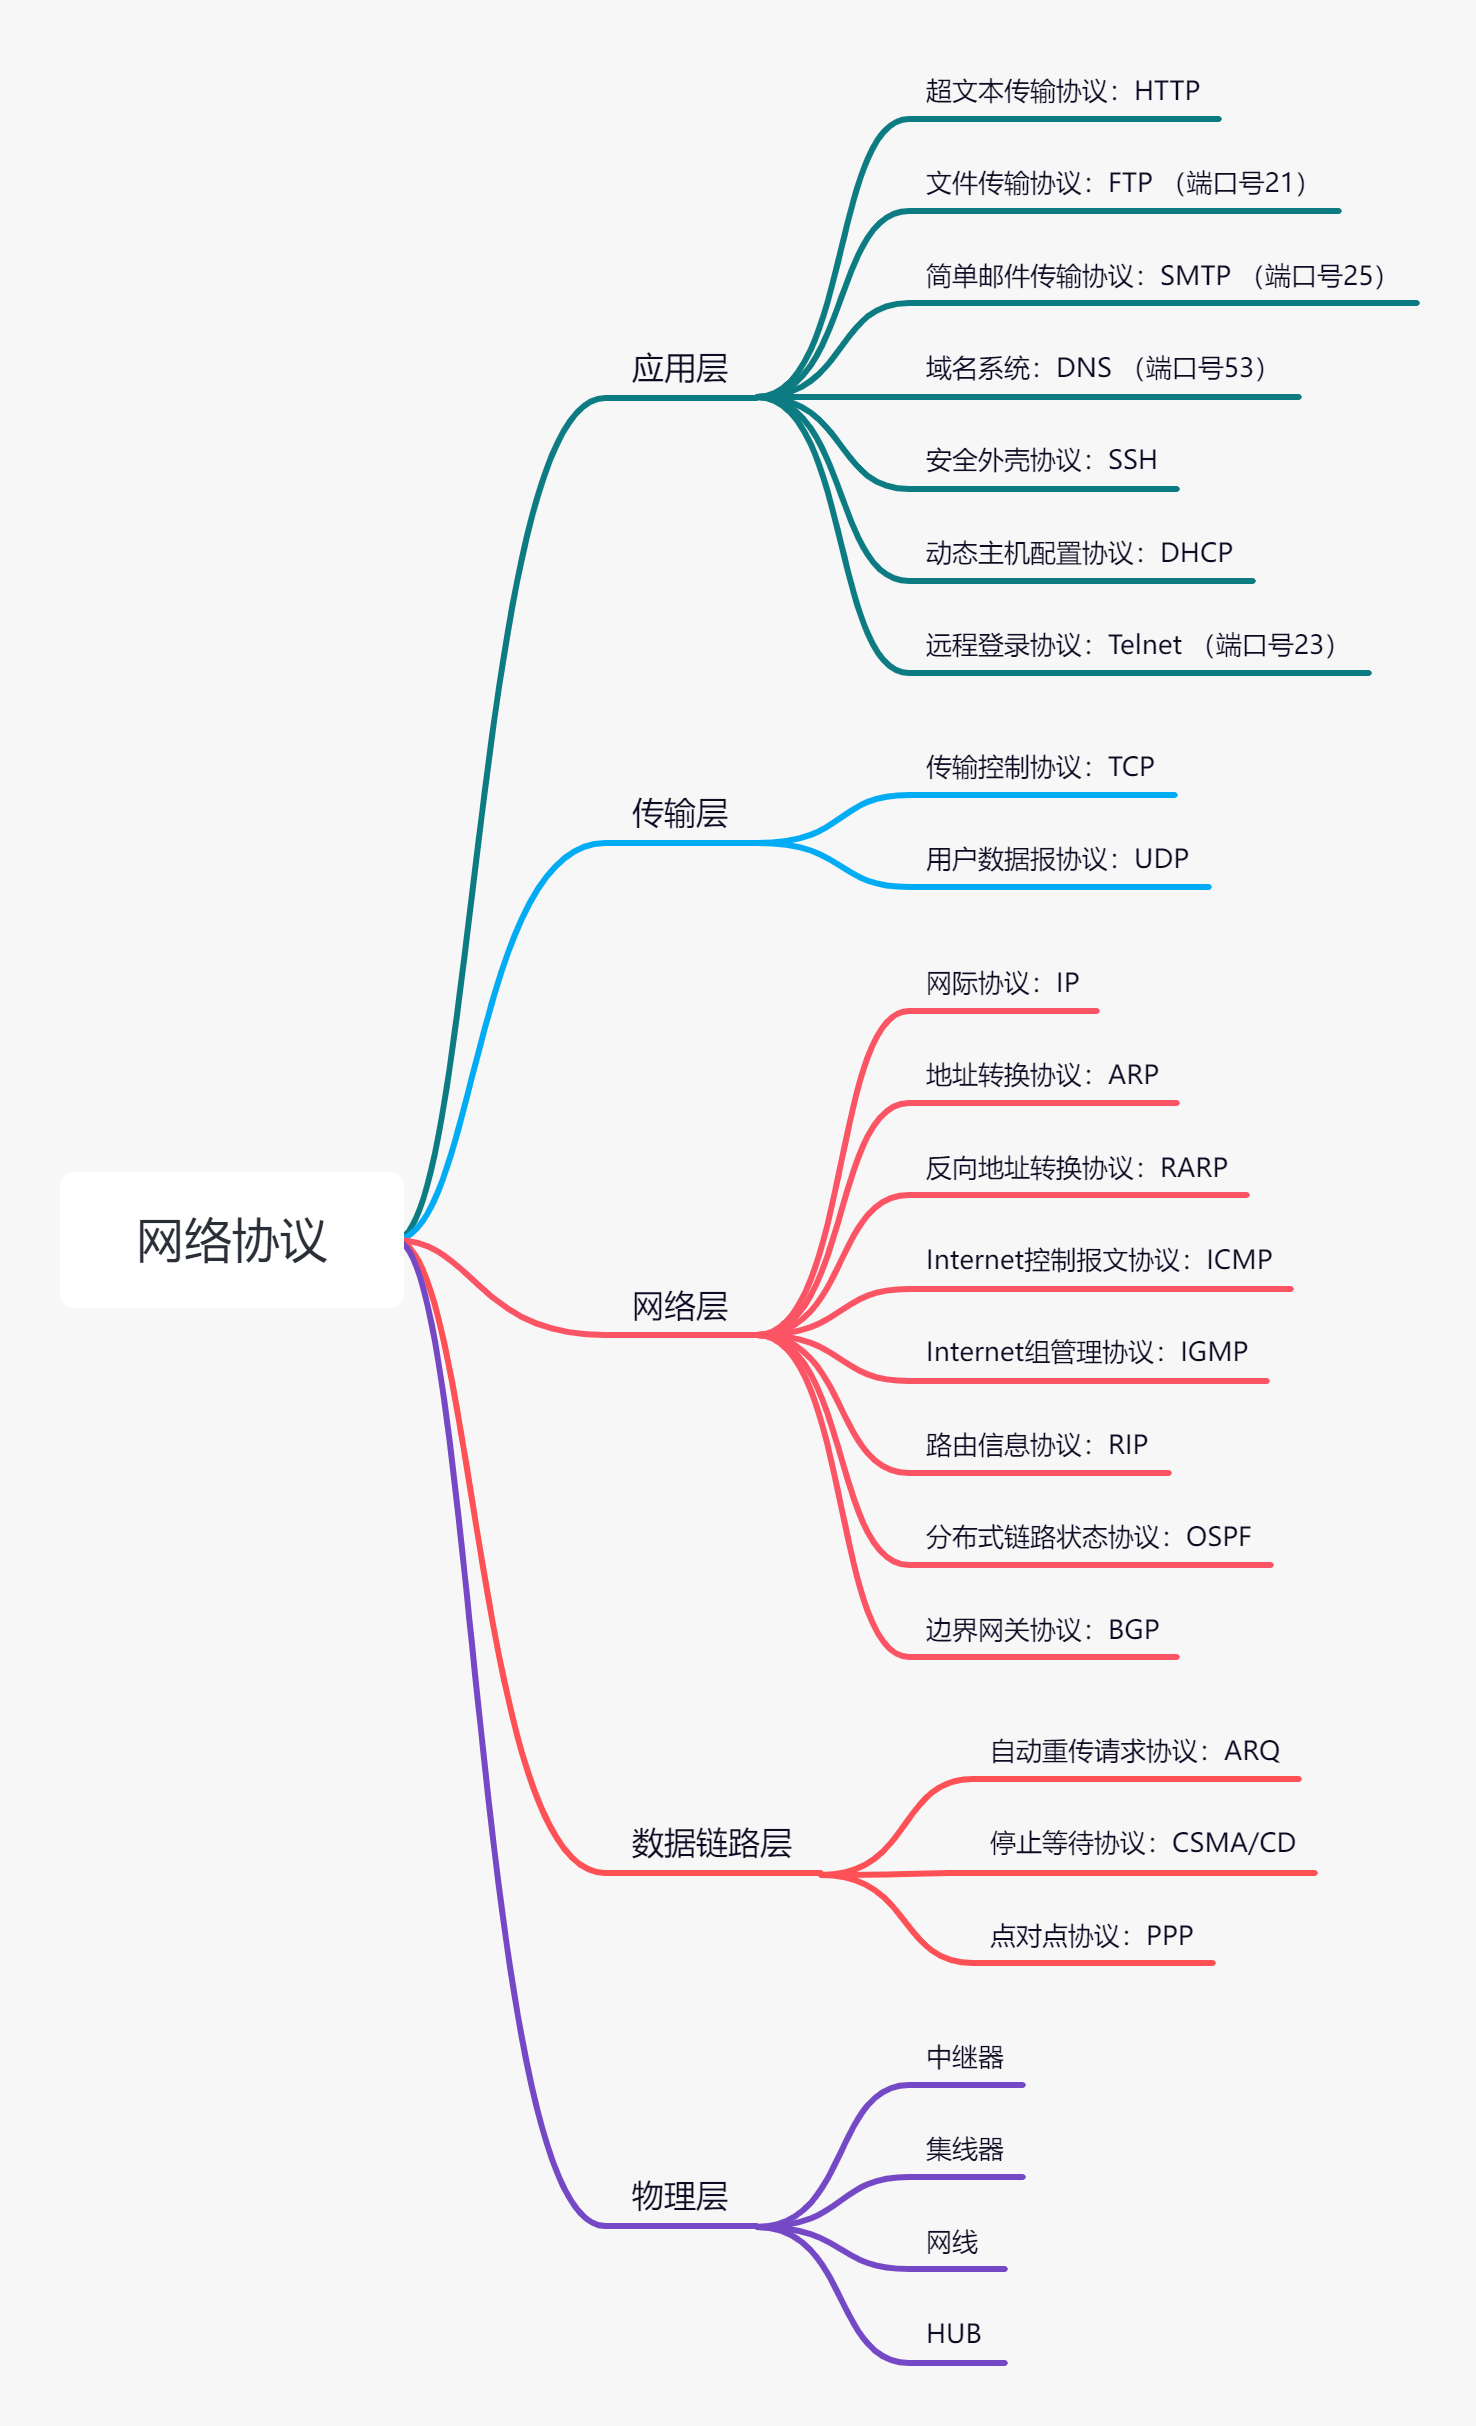 网络协议
应用层
超文本传输协议：HTTP
文件传输协议：FTP （端口号21）
简单邮件传输协议：SMTP （端口号25）
域名系统：DNS （端口号53）
安全外壳协议：SSH
动态主机配置协议：DHCP
远程登录协议：Telnet （端口号23）
传输层
传输控制协议：TCP
用户数据报协议：UDP
网络层
网际协议：IP
地址转换协议：ARP
反向地址转换协议：RARP
Internet控制报文协议：ICMP
Internet组管理协议：IGMP
路由信息协议：RIP
分布式链路状态协议：OSPF
边界网关协议：BGP
数据链路层
自动重传请求协议：ARQ
停止等待协议：CSMA/CD
点对点协议：PPP
物理层
中继器
集线器
网线
HUB